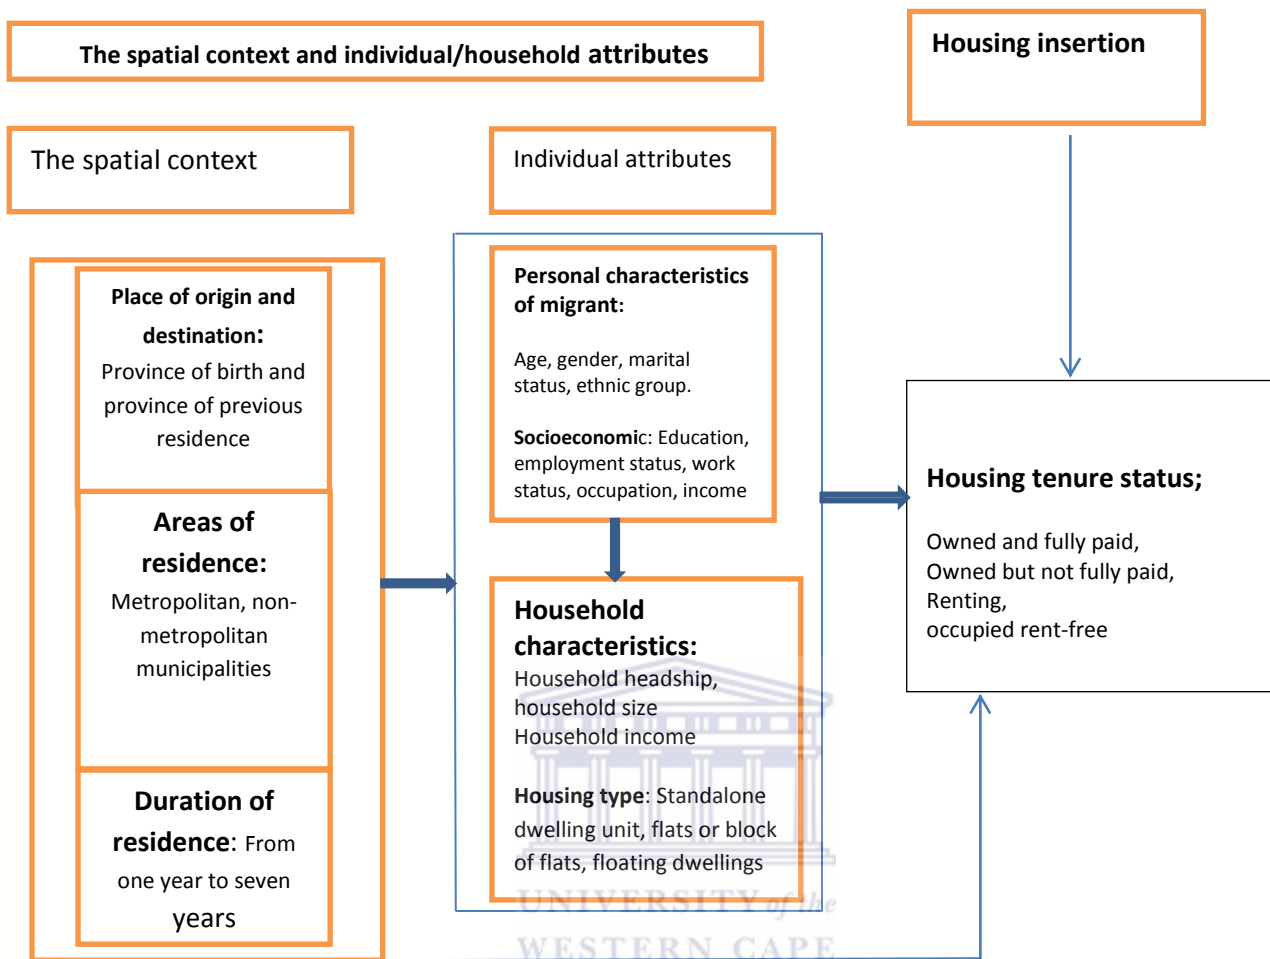 The spatial context and individual/household attributes
Housing insertion
The spatial context
Individual attributes
Place of origin and
destination:
Province of birth and
province of previous
residence
Areas of
residence:
Metropolitan, non-
metropolitan
municipalities
Duration of
residence: From
one year to seven
years
Personal characteristics
of migrant:
Age, gender, marital
status, ethnic group.
Socioeconomic: Education,
employment status, work
status, occupation, income
Household
characteristics:
Household headship,
household size
Household income
Housing type: Standalone
dwelling unit, flats or block
of flats, floating dwellings
Housing tenure status;
Owned and fully paid,
Owned but not fully paid,
Renting,
occupied rent-free
UNIVERSITY of the
WESTERN CAPE